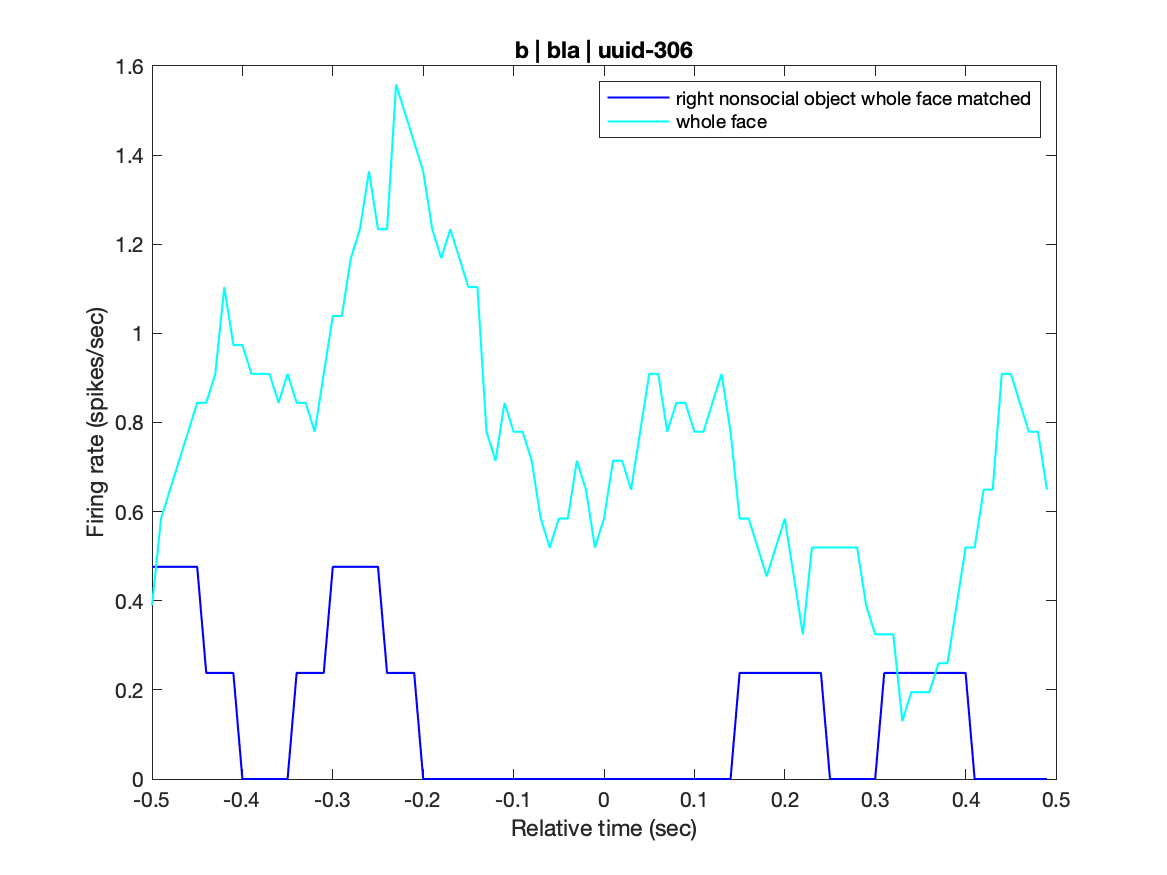 b | bla | uuid-306
right nonsocial object whole face matched
whole face
Firing rate (spikes/sec)
1.6
1.4
1.2
1
0.8
0.6
0.4
0.2
0
-0.5 -0.4 -0.3 -0.2 -0.1 0 0.1 0.2 0.3 0.4 0.5
Relative time (sec)